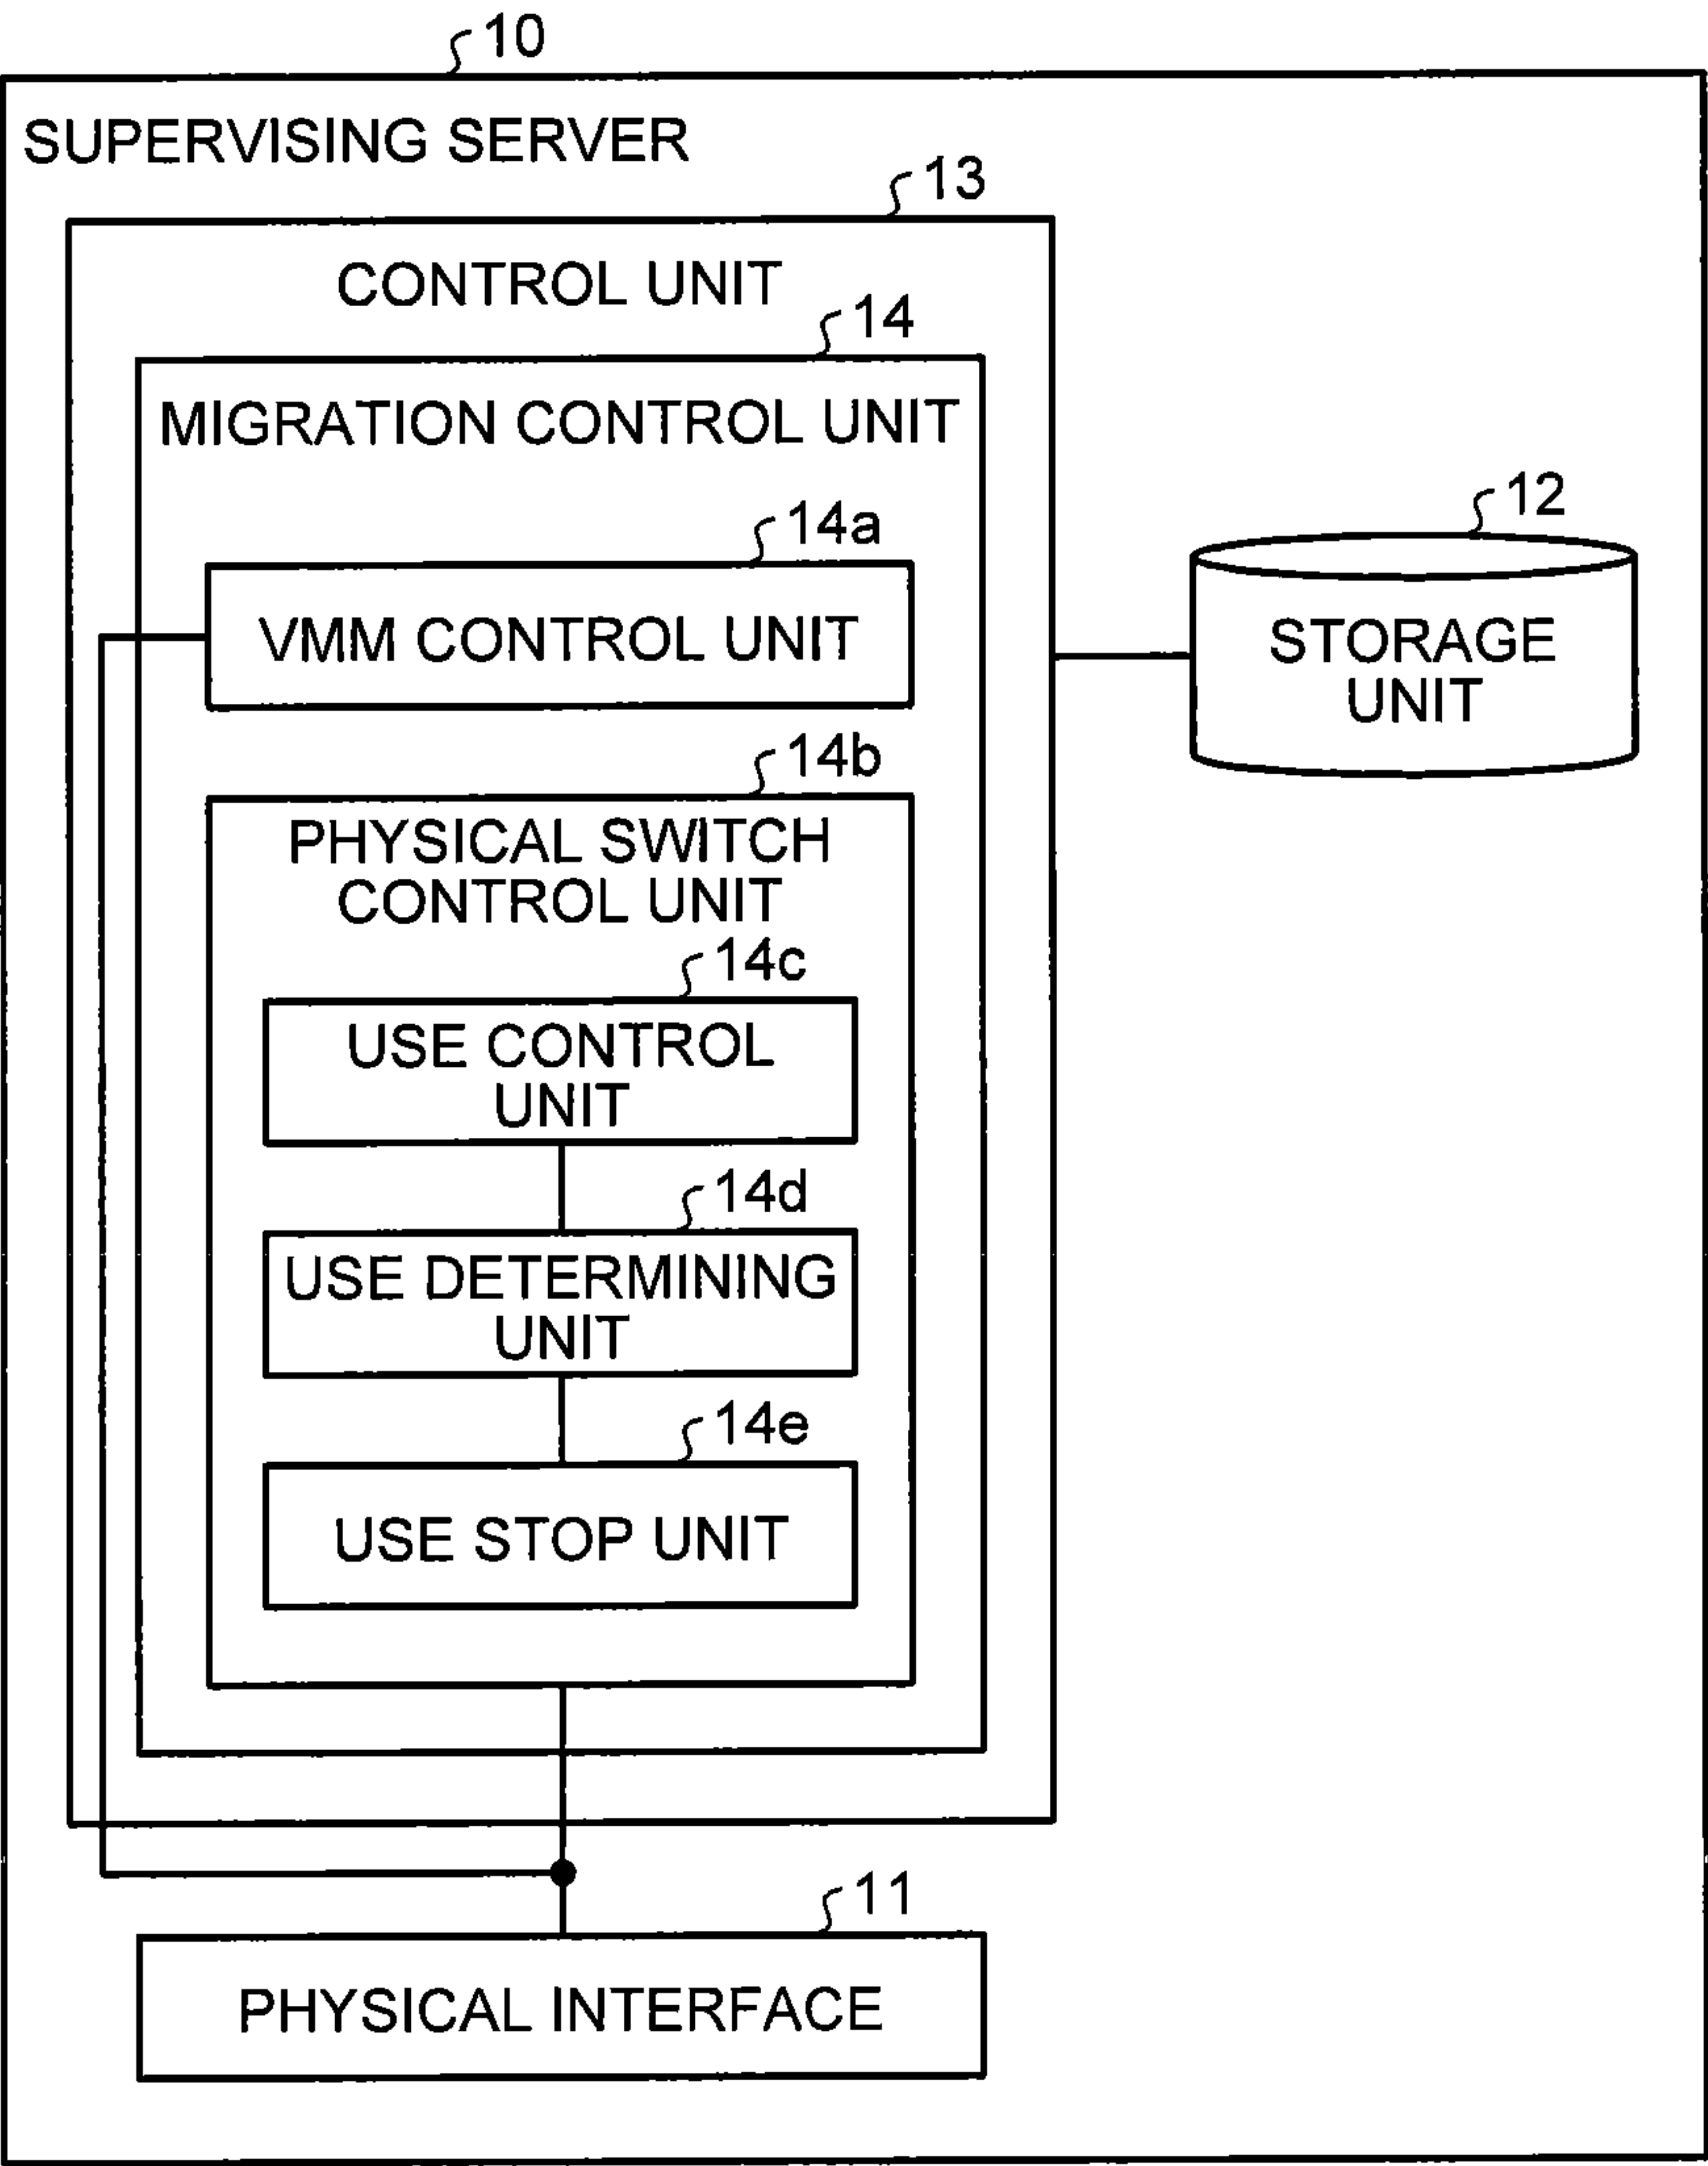 10
SUPERVISING SERVER
13
CONTROL UNIT
14
MIGRATION CONTROL UNIT
14a
VMM CONTROL UNIT
12
STORAGE
UNIT
14b
PHYSICAL SWITCH
CONTROL UNIT
14c
USE CONTROL
UNIT
14d
USE DETERMINING
UNIT
14e
USE STOP UNIT
11
PHYSICAL INTERFACE